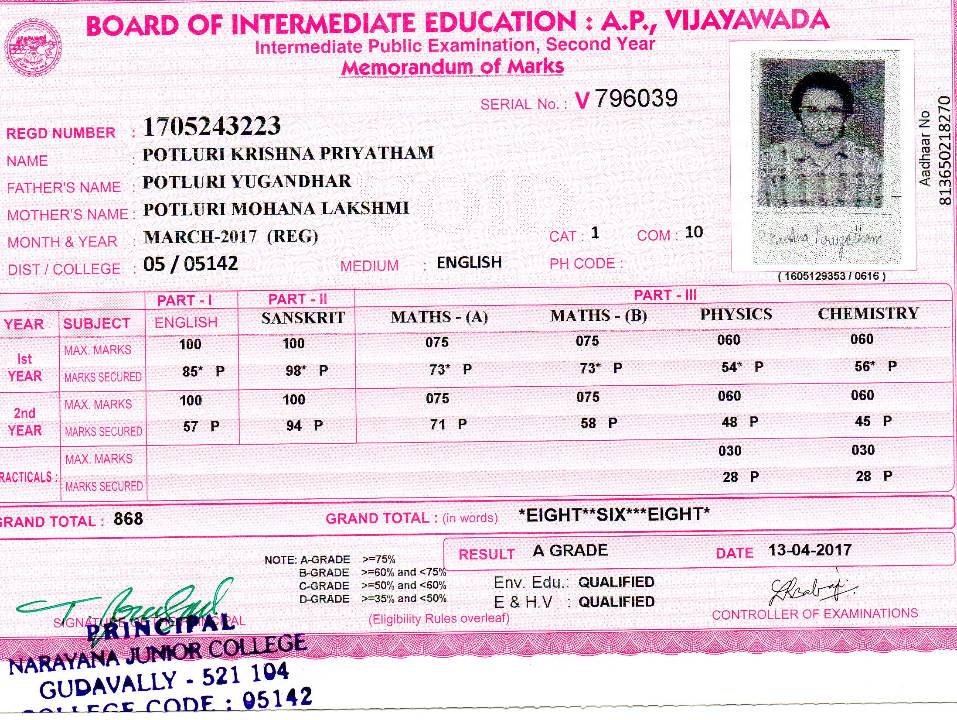 BOARD OF INTERMEDIATE EDUCATION : A.P., VIJAYAWADA
Intermediate Public Examination, Second Year
Memorandum of Marks
SERIAL No. : V 796039
REGD NUMBER : 1705243223
NAME : POTLURI KRISHNA PRIYATHAM
FATHER'S NAME : POTLURI YUGANDHAR
MOTHER'S NAME : POTLURI MOHANA LAKSHMI
MONTH & YEAR : MARCH-2017 (REG) CAT : 1 COM : 10
DIST / COLLEGE : 05 / 05142 MEDIUM : ENGLISH PH CODE :
Aadhaar No
813650218270
( 1605129353 / 0616 )
PART - I PART - II PART - III
YEAR SUBJECT ENGLISH SANSKRIT MATHS - (A) MATHS - (B) PHYSICS CHEMISTRY
1st YEAR MAX. MARKS 100 100 075 075 060 060
MARKS SECURED 85* P 98* P 73* P 73* P 54* P 56* P
2nd YEAR MAX. MARKS 100 100 075 075 060 060
MARKS SECURED 57 P 94 P 71 P 58 P 48 P 45 P
RACTICALS : MAX. MARKS 030 030
MARKS SECURED 28 P 28 P
GRAND TOTAL : 868 GRAND TOTAL : (in words) *EIGHT**SIX***EIGHT*
RESULT A GRADE DATE 13-04-2017
NOTE: A-GRADE >=75%
B-GRADE >=60% and <75%
C-GRADE >=50% and <60%
D-GRADE >=35% and <50%
(Eligibility Rules overleaf)
Env. Edu.: QUALIFIED
E & H.V : QUALIFIED
CONTROLLER OF EXAMINATIONS
SIGNATURE OF THE PRINCIPAL
PRINCIPAL
NARAYANA JUNIOR COLLEGE
GUDAVALLY - 521 104
COLLEGE CODE : 05142